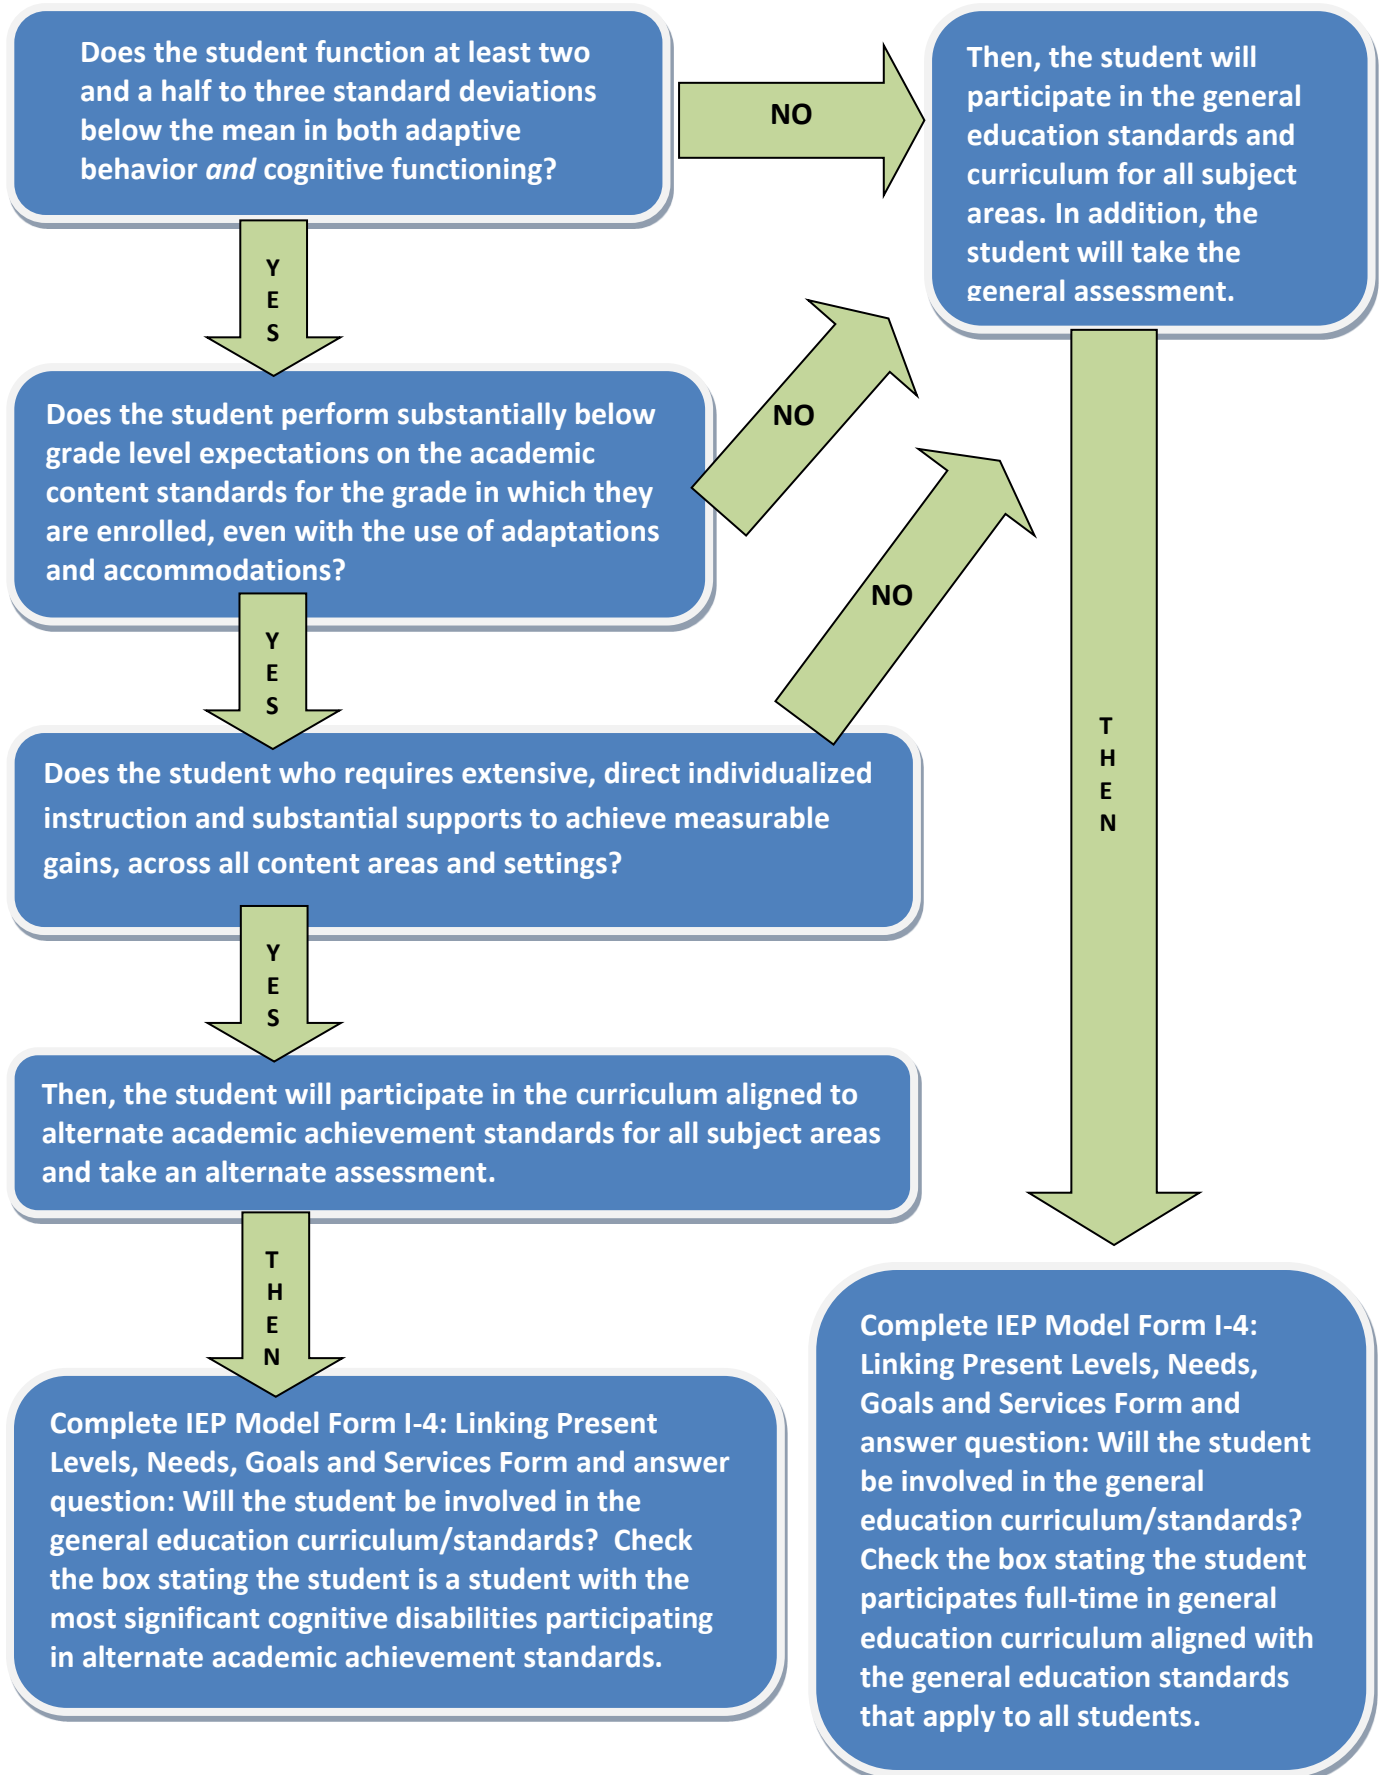 Does the student function at least two
and a half to three standard deviations
below the mean in both adaptive
behavior and cognitive functioning?
NO
Then, the student will
participate in the general
education standards and
curriculum for all subject
areas. In addition, the
student will take the
general assessment.
Y
E
S
Does the student perform substantially below
grade level expectations on the academic
content standards for the grade in which they
are enrolled, even with the use of adaptations
and accommodations?
NO
Y
E
S
Does the student who requires extensive, direct individualized
instruction and substantial supports to achieve measurable
gains, across all content areas and settings?
NO
T
H
E
N
Y
E
S
Then, the student will participate in the curriculum aligned to
alternate academic achievement standards for all subject areas
and take an alternate assessment.
T
H
E
N
Complete IEP Model Form I-4: Linking Present
Levels, Needs, Goals and Services Form and answer
question: Will the student be involved in the
general education curriculum/standards?  Check
the box stating the student is a student with the
most significant cognitive disabilities participating
in alternate academic achievement standards.
Complete IEP Model Form I-4:
Linking Present Levels, Needs,
Goals and Services Form and
answer question: Will the student
be involved in the general
education curriculum/standards?
Check the box stating the student
participates full-time in general
education curriculum aligned with
the general education standards
that apply to all students.